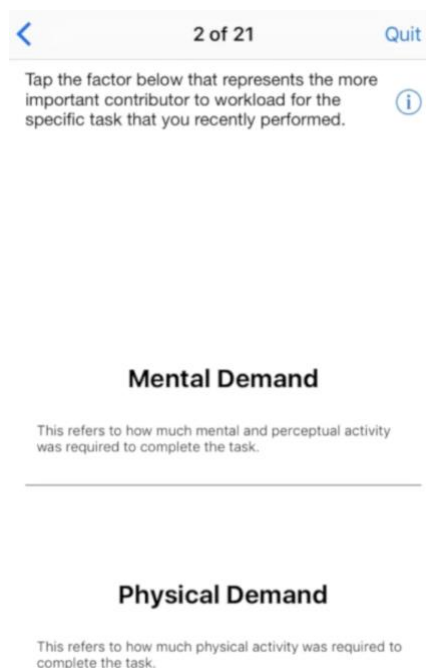 2 of 21
Quit
Tap the factor below that represents the more
important contributor to workload for the
specific task that you recently performed.
i
Mental Demand
This refers to how much mental and perceptual activity
was required to complete the task.
Physical Demand
This refers to how much physical activity was required to
complete the task.